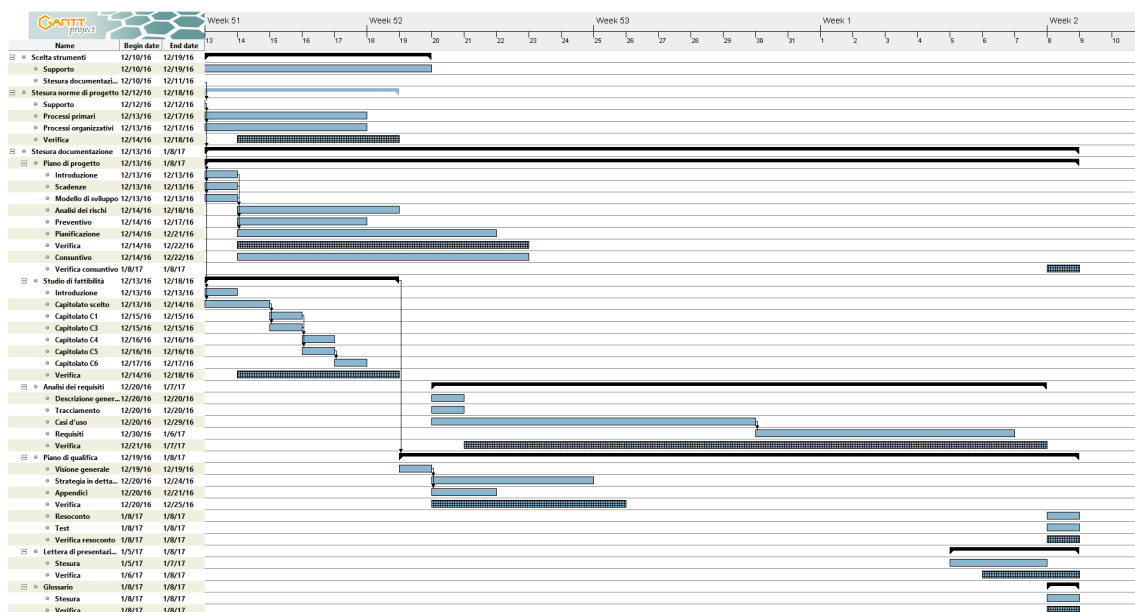 GANTT project
Week 51 Week 52 Week 53 Week 1 Week 2
Name Begin date End date 13 14 15 16 17 18 19 20 21 22 23 24 25 26 27 28 29 30 31 1 2 3 4 5 6 7 8 9 10
Scelta strumenti 12/10/16 12/19/16
Supporto 12/10/16 12/19/16
Stesura documentazi... 12/10/16 12/11/16
Stesura norme di progetto 12/12/16 12/18/16
Supporto 12/12/16 12/12/16
Processi primari 12/13/16 12/17/16
Processi organizzativi 12/13/16 12/17/16
Verifica 12/14/16 12/18/16
Stesura documentazione 12/13/16 1/8/17
Piano di progetto 12/13/16 1/8/17
Introduzione 12/13/16 12/13/16
Scadenze 12/13/16 12/13/16
Modello di sviluppo 12/13/16 12/13/16
Analisi dei rischi 12/14/16 12/18/16
Preventivo 12/14/16 12/17/16
Pianificazione 12/14/16 12/21/16
Verifica 12/14/16 12/22/16
Consuntivo 12/14/16 12/22/16
Verifica consuntivo 1/8/17 1/8/17
Studio di fattibilità 12/13/16 12/18/16
Introduzione 12/13/16 12/13/16
Capitolato scelto 12/13/16 12/14/16
Capitolato C1 12/15/16 12/15/16
Capitolato C3 12/15/16 12/15/16
Capitolato C4 12/16/16 12/16/16
Capitolato C5 12/16/16 12/16/16
Capitolato C6 12/17/16 12/17/16
Verifica 12/14/16 12/18/16
Analisi dei requisiti 12/20/16 1/7/17
Descrizione gener... 12/20/16 12/20/16
Tracciamento 12/20/16 12/20/16
Casi d'uso 12/20/16 12/29/16
Requisiti 12/30/16 1/6/17
Verifica 12/21/16 1/7/17
Piano di qualifica 12/19/16 1/8/17
Visione generale 12/19/16 12/19/16
Strategia in detta... 12/20/16 12/24/16
Appendici 12/20/16 12/21/16
Verifica 12/20/16 12/25/16
Resoconto 1/8/17 1/8/17
Test 1/8/17 1/8/17
Verifica resoconto 1/8/17 1/8/17
Lettera di presentazi... 1/5/17 1/8/17
Stesura 1/5/17 1/7/17
Verifica 1/6/17 1/8/17
Glossario 1/8/17 1/8/17
Stesura 1/8/17 1/8/17
Verifica 1/8/17 1/8/17